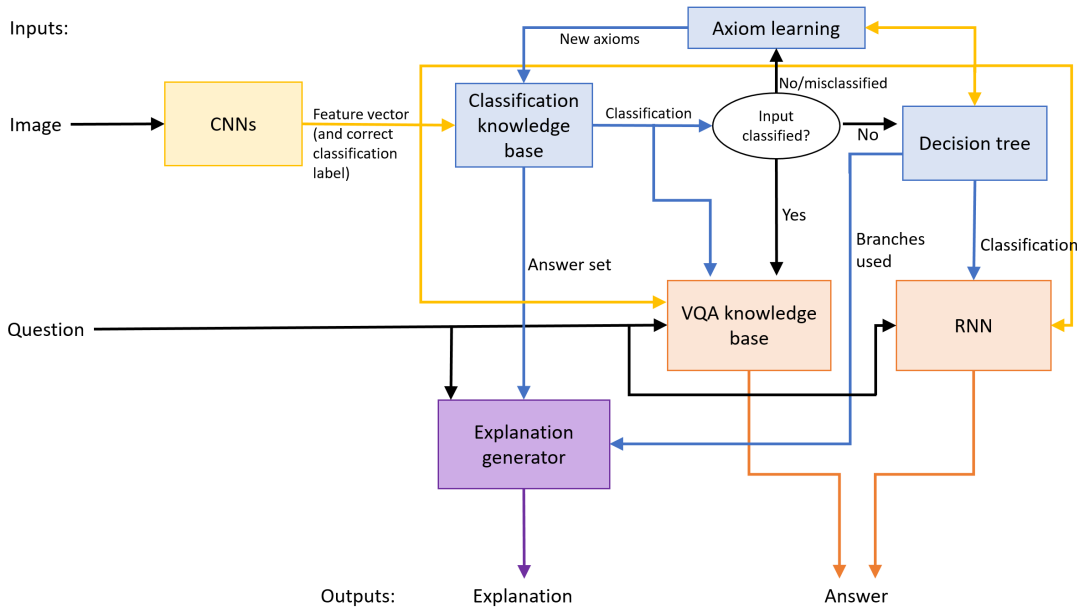 Inputs:
Axiom learning
New axioms
No/misclassified
Image
CNNs
Feature vector
(and correct
classification
label)
Classification
knowledge
base
Classification
Input
classified?
No
Decision tree
Yes
Branches
used
Classification
Answer set
Question
VQA knowledge
base
RNN
Explanation
generator
Outputs:
Explanation
Answer